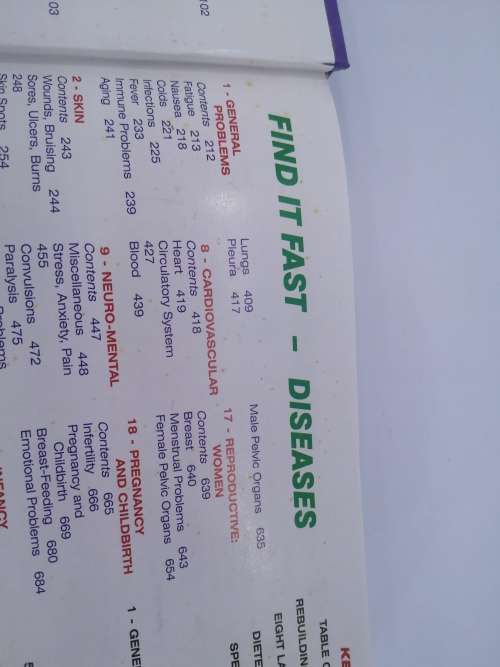 102
03
FIND IT FAST – DISEASES
1 - GENERAL
PROBLEMS
Contents 212
Fatigue 213
Nausea 218
Colds 221
Infections 225
Fever 233
Immune Problems 239
Aging 241
2 - SKIN
Contents 243
Wounds, Bruising 244
Sores, Ulcers, Burns
248
Skin Spots 254
Lungs 409
Pleura 417
8 - CARDIOVASCULAR
Contents 418
Heart 419
Circulatory System
427
Blood 439
9 - NEURO-MENTAL
Contents 447
Miscellaneous 448
Stress, Anxiety, Pain
455
Convulsions 472
Paralysis 475
Problems
Male Pelvic Organs 635
17 - REPRODUCTIVE:
WOMEN
Contents 639
Breast 640
Menstrual Problems 643
Female Pelvic Organs 654
18 - PREGNANCY
AND CHILDBIRTH
Contents 665
Infertility 666
Pregnancy and
Childbirth 669
Breast-Feeding 680
Emotional Problems 684
INFANCY
KE
TABLE O
REBUILDIN
EIGHT LA
DIETE
SPE
1 - GENE